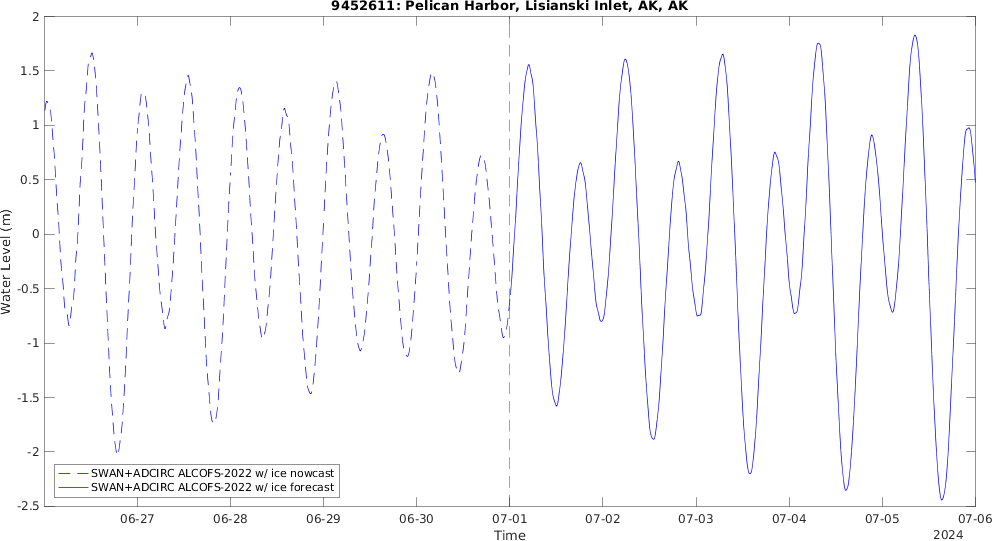 9452611: Pelican Harbor, Lisianski Inlet, AK, AK
2
1.5
1
0.5
0
-0.5
-1
-1.5
-2
-2.5
Water Level (m)
SWAN+ADCIRC ALCOFS-2022 w/ ice nowcast
SWAN+ADCIRC ALCOFS-2022 w/ ice forecast
06-27 06-28 06-29 06-30 07-01 07-02 07-03 07-04 07-05 07-06
Time
2024